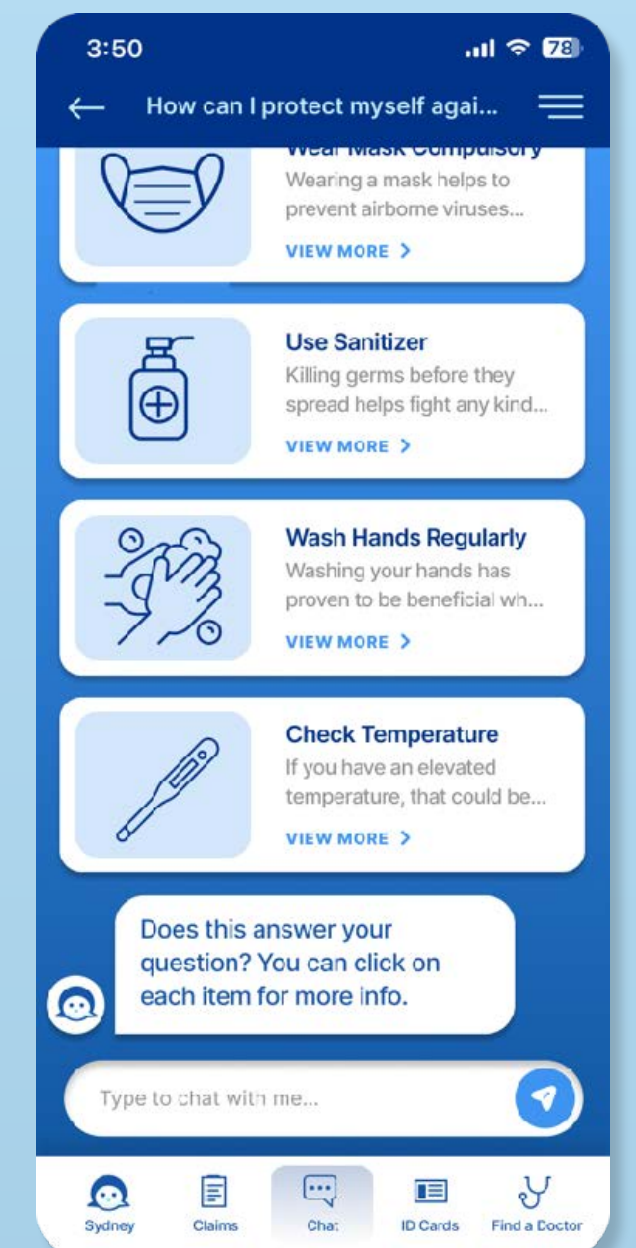 3:50
78
How can I protect myself agai...
Wear Mask Compulsory
Wearing a mask helps to
prevent airborne viruses...
VIEW MORE >
Use Sanitizer
Killing germs before they
spread helps fight any kind...
VIEW MORE >
Wash Hands Regularly
Washing your hands has
proven to be beneficial wh...
VIEW MORE >
Check Temperature
If you have an elevated
temperature, that could be...
VIEW MORE >
Does this answer your
question? You can click on
each item for more info.
Type to chat with me...
Sydney
Claims
Chat
ID Cards
Find a Doctor